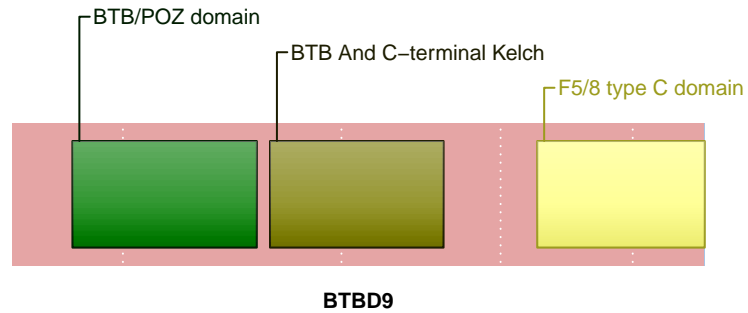 BTB/POZ domain
BTB And C−terminal Kelch
F5/8 type C domain
BTBD9